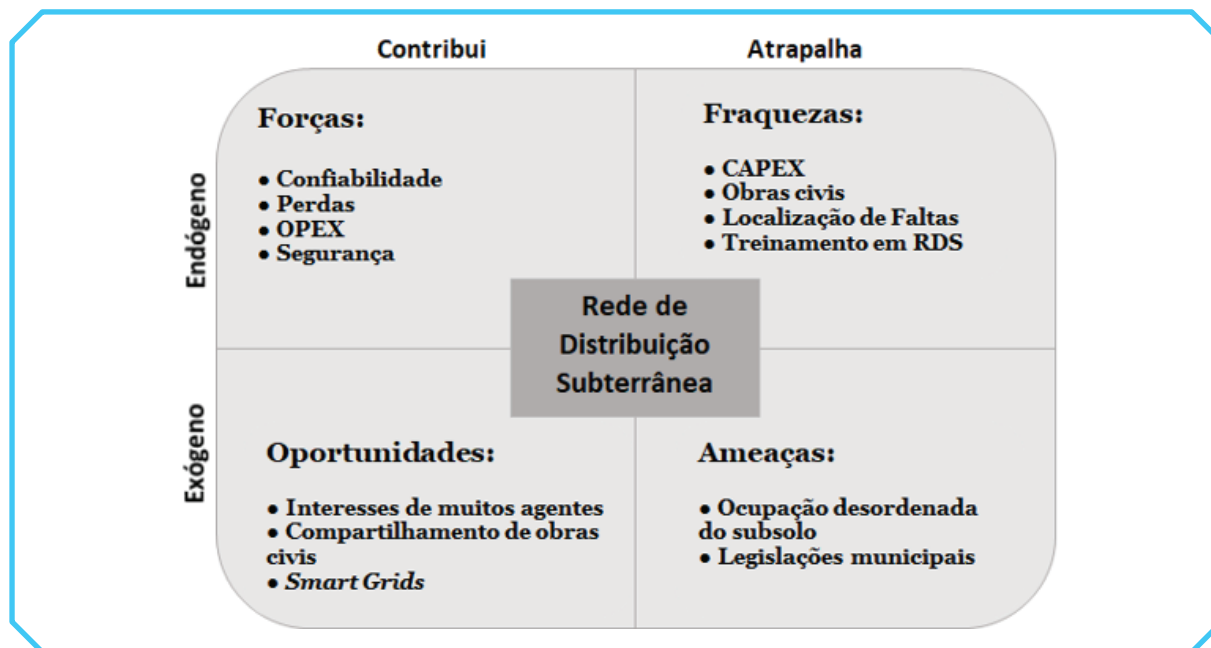 Contribui
Atrapalha
Endógeno
Forças:
● Confiabilidade
● Perdas
● OPEX
● Segurança
Fraquezas:
● CAPEX
● Obras civis
● Localização de Faltas
● Treinamento em RDS
Rede de
Distribuição
Subterrânea
Exógeno
Oportunidades:
● Interesses de muitos agentes
● Compartilhamento de obras
civis
● Smart Grids
Ameaças:
● Ocupação desordenada
do subsolo
● Legislações municipais